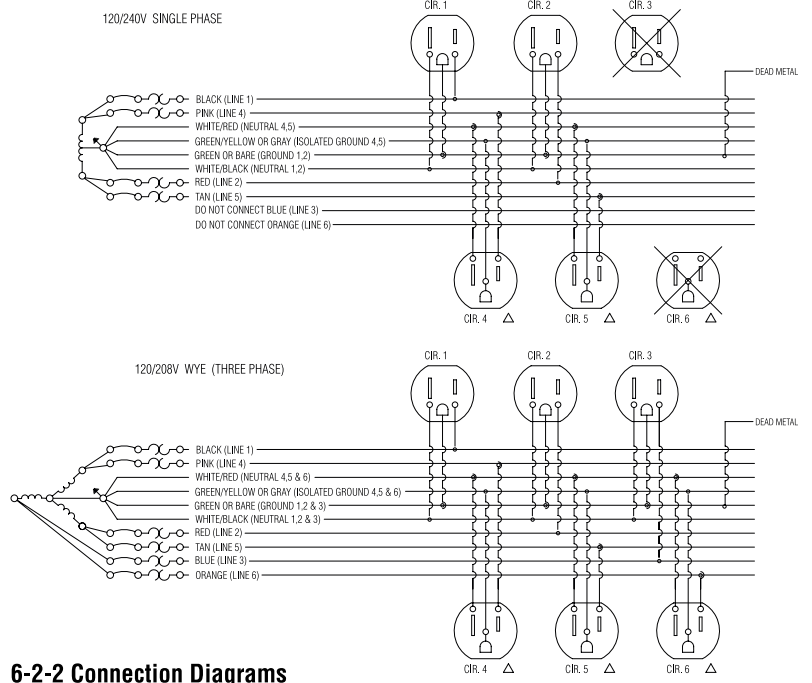 CIR. 1
CIR. 2
CIR. 3
120/240V SINGLE PHASE
DEAD METAL
BLACK (LINE 1)
PINK (LINE 4)
WHITE/RED (NEUTRAL 4,5)
GREEN/YELLOW OR GRAY (ISOLATED GROUND 4,5)
GREEN OR BARE (GROUND 1,2)
WHITE/BLACK (NEUTRAL 1,2)
RED (LINE 2)
TAN (LINE 5)
DO NOT CONNECT BLUE (LINE 3)
DO NOT CONNECT ORANGE (LINE 6)
CIR. 4
CIR. 5
CIR. 6
120/208V WYE (THREE PHASE)
CIR. 1
CIR. 2
CIR. 3
DEAD METAL
BLACK (LINE 1)
PINK (LINE 4)
WHITE/RED (NEUTRAL 4,5 & 6)
GREEN/YELLOW OR GRAY (ISOLATED GROUND 4,5 & 6)
GREEN OR BARE (GROUND 1,2 & 3)
WHITE/BLACK (NEUTRAL 1,2 & 3)
RED (LINE 2)
TAN (LINE 5)
BLUE (LINE 3)
ORANGE (LINE 6)
CIR. 4
CIR. 5
CIR. 6
6-2-2 Connection Diagrams